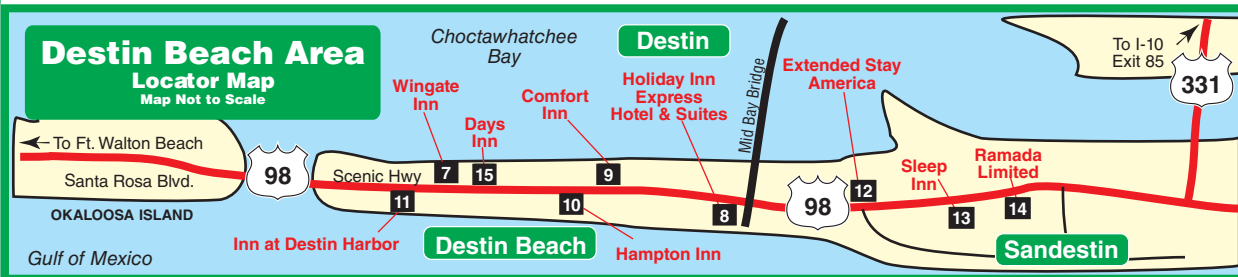 Destin Beach Area
Locator Map
Map Not to Scale
Choctawhatchee
Bay
Destin
To I-10
Exit 85
331
Wingate
Inn
Days
Inn
Comfort
Inn
Holiday Inn
Express
Hotel & Suites
Mid Bay Bridge
Extended Stay
America
To Ft. Walton Beach
Santa Rosa Blvd.
OKALOOSA ISLAND
98
Scenic Hwy
7
15
9
11
10
8
98
12
Sleep
Inn
13
Ramada
Limited
14
Inn at Destin Harbor
Destin Beach
Hampton Inn
Sandestin
Gulf of Mexico